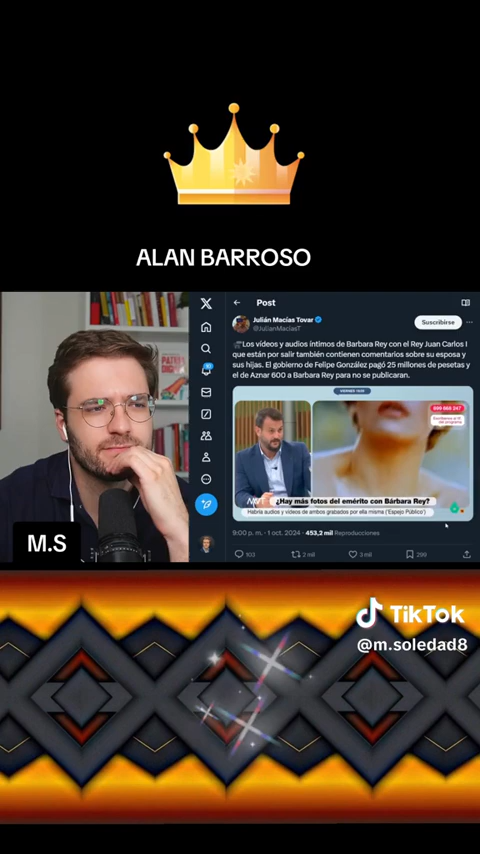 ALAN BARROSO
Post
Julián Macías Tovar
@JulianMaciasT
Suscribirse
Los vídeos y audios íntimos de Barbara Rey con el Rey Juan Carlos I
que están por salir también contienen comentarios sobre su esposa y
sus hijas. El gobierno de Felipe González pagó 25 millones de pesetas y
el de Aznar 600 a Barbara Rey para no se publicaran.
¿Hay más fotos del emérito con Bárbara Rey?
Habría audios y vídeos de ambos grabados por ella misma ('Espejo Público')
9:00 p. m. · 1 oct. 2024 · 453,2 mil Reproducciones
103
2 mil
3 mil
299
M.S
TikTok
@m.soledad8